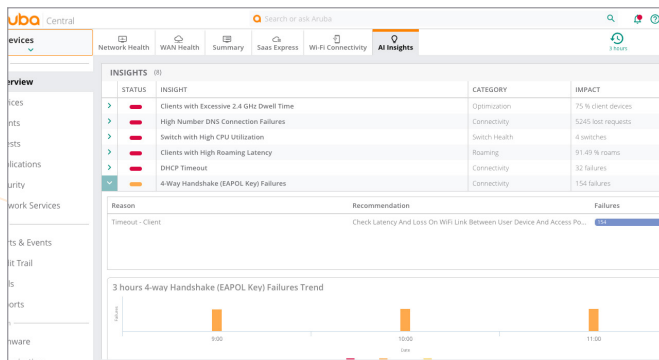 uba Central
Search or ask Aruba
evices
Network Health WAN Health Summary SaaS Express Wi-Fi Connectivity AI Insights
3 hours
INSIGHTS (8)
STATUS INSIGHT CATEGORY IMPACT
erview
Clients with Excessive 2.4 GHz Dwell Time Optimization 75 % client devices
ices
High Number DNS Connection Failures Connectivity 5245 lost requests
ents
Switch with High CPU Utilization Switch Health 4 switches
ests
Clients with High Roaming Latency Roaming 91.49 % roams
plications
DHCP Timeout Connectivity 32 failures
urity
4-Way Handshake (EAPOL Key) Failures Connectivity 154 failures
work Services
Reason Recommendation Failures
Timeout - Client Check Latency And Loss On WiFi Link Between User Device And Access Po... 154
rts & Events
dit Trail
ls
orts
3 hours 4-way Handshake (EAPOL Key) Failures Trend
Failures
9:00 10:00 11:00
Date
nware